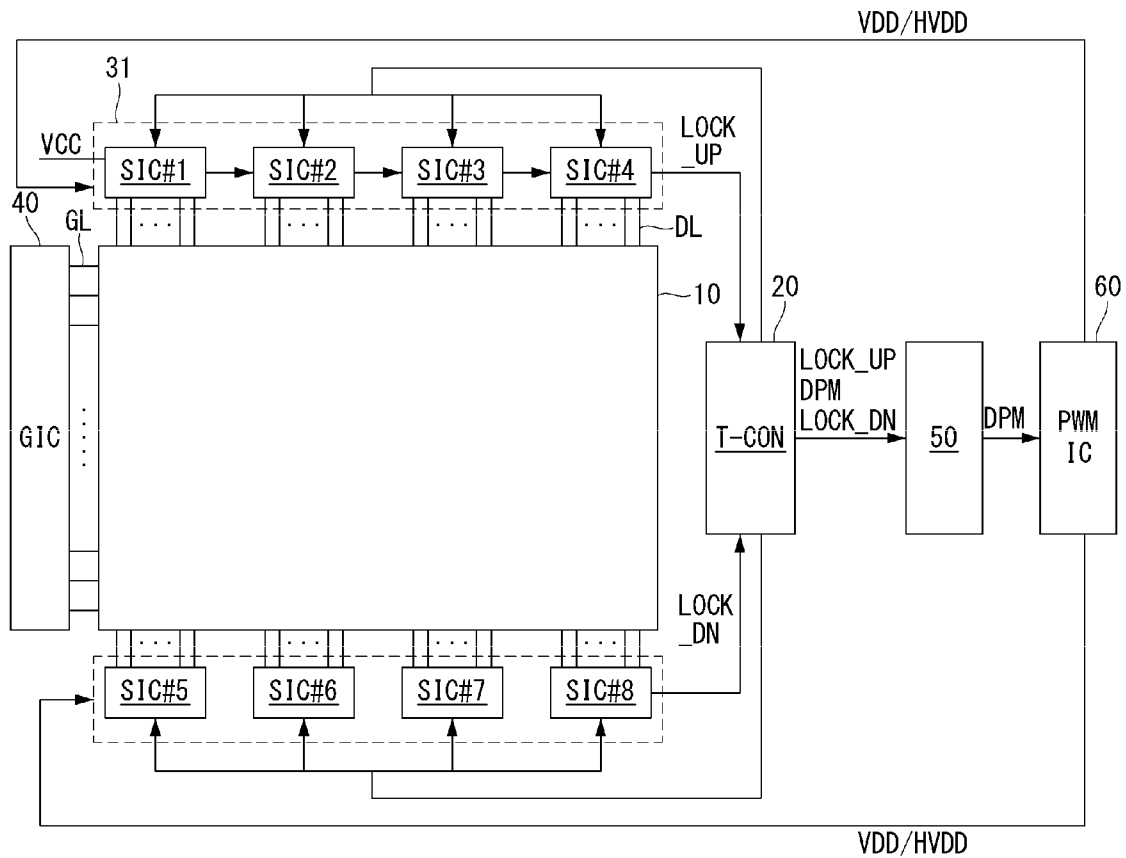 VDD/HVDD
31
VCC
SIC#1
SIC#2
SIC#3
SIC#4
LOCK
_UP
40
GL
DL
10
20
60
GIC
T-CON
LOCK_UP
DPM
LOCK_DN
50
DPM
PWM
IC
LOCK
_DN
SIC#5
SIC#6
SIC#7
SIC#8
VDD/HVDD